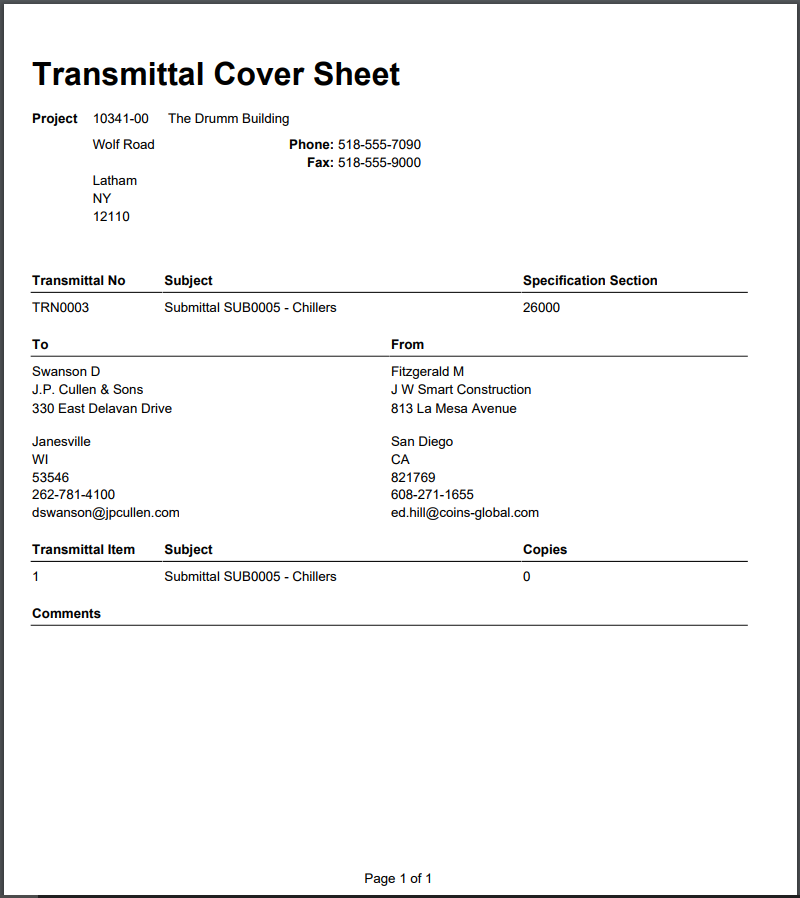 Transmittal Cover Sheet
Project 10341-00 The Drumm Building
Wolf Road Phone: 518-555-7090
Fax: 518-555-9000
Latham
NY
12110
Transmittal No Subject Specification Section
TRN0003 Submittal SUB0005 - Chillers 26000
To From
Swanson D Fitzgerald M
J.P. Cullen & Sons J W Smart Construction
330 East Delavan Drive 813 La Mesa Avenue
Janesville San Diego
WI CA
53546 821769
262-781-4100 608-271-1655
dswanson@jpcullen.com ed.hill@coins-global.com
Transmittal Item Subject Copies
1 Submittal SUB0005 - Chillers 0
Comments
Page 1 of 1